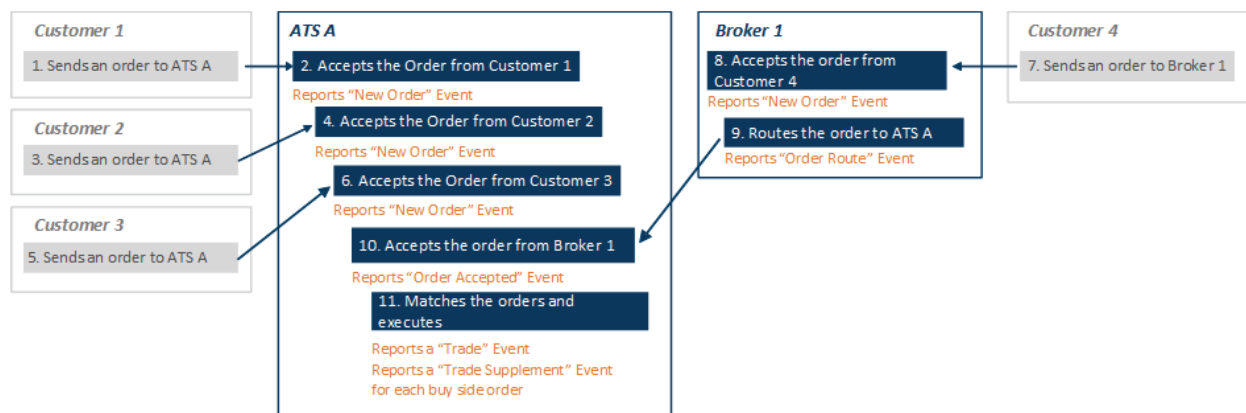 Customer 1
1. Sends an order to ATS A
Customer 2
3. Sends an order to ATS A
Customer 3
5. Sends an order to ATS A
ATS A
2. Accepts the Order from Customer 1
Reports "New Order" Event
4. Accepts the Order from Customer 2
Reports "New Order" Event
6. Accepts the Order from Customer 3
Reports "New Order" Event
10. Accepts the order from Broker 1
Reports "Order Accepted" Event
11. Matches the orders and
executes
Reports a "Trade" Event
Reports a "Trade Supplement" Event
for each buy side order
Broker 1
8. Accepts the order from
Customer 4
Reports "New Order" Event
9. Routes the order to ATS A
Reports "Order Route" Event
Customer 4
7. Sends an order to Broker 1